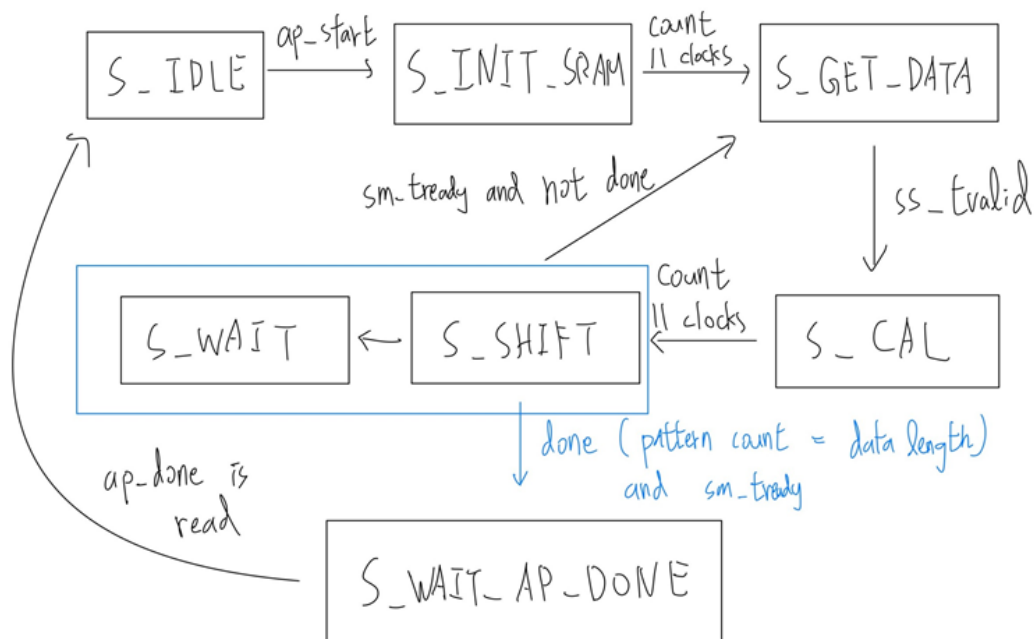 S_IDLE
ap_start
S_INIT_SRAM
count
11 clocks
S_GET_DATA
sm_tready and not done
ss_tvalid
S_WAIT
S_SHIFT
count
11 clocks
S_CAL
done (pattern count = data length)
and sm_tready
ap_done is
read
S_WAIT_AP_DONE